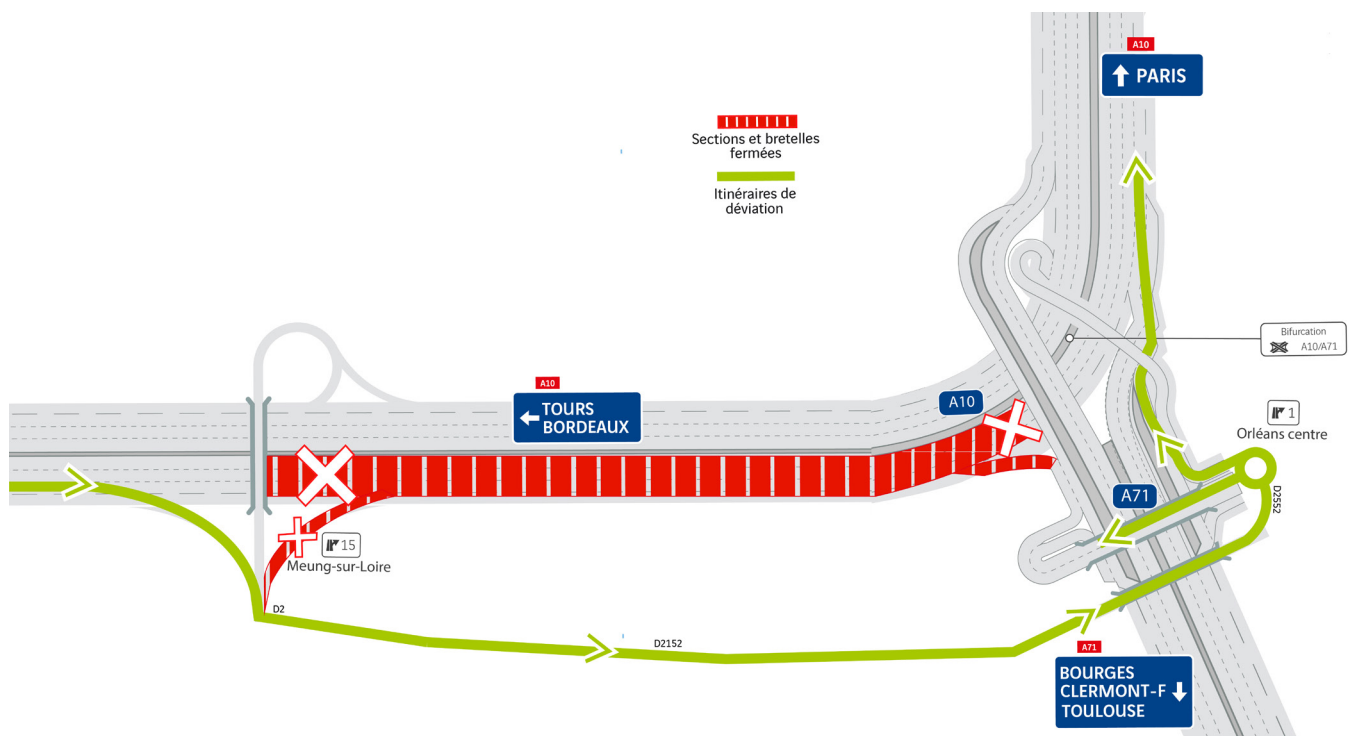 A10
PARIS
Sections et bretelles
fermées
Itinéraires de
déviation
Bifurcation
A10/A71
A10
TOURS
BORDEAUX
A10
1
Orléans centre
A71
D2552
15
Meung-sur-Loire
D2
D2152
A71
BOURGES
CLERMONT-F
TOULOUSE